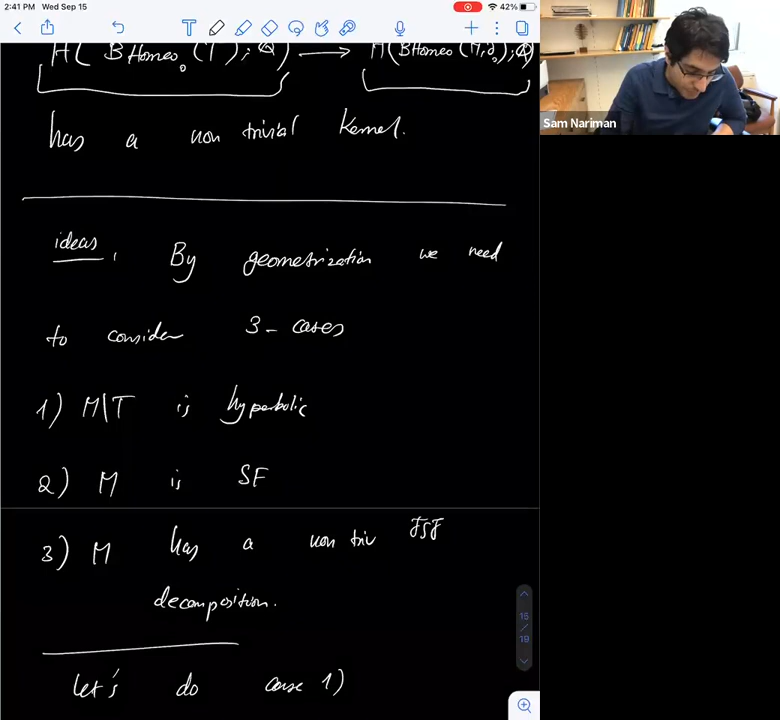 2:41 PM Wed Sep 15
42%
H( BHomeo₀(T);Q) → H(BHomeo(M,∂);Q)
has a non trivial Kernel.
ideas, By geometrization we need
to consider 3- cases
1) M\T is hyperbolic
2) M is SF
3) M has a non triv JSJ
decomposition.
let's do case 1)
Sam Nariman
15
/
19